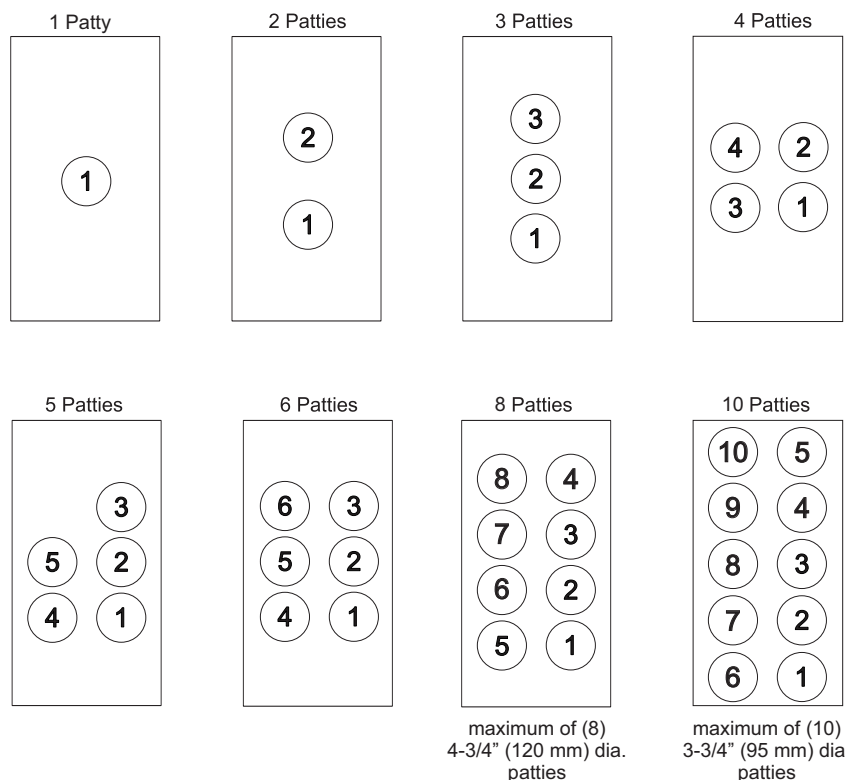 1 Patty
2 Patties
3 Patties
4 Patties
1
2
1
3
2
1
4 2
3 1
5 Patties
6 Patties
8 Patties
10 Patties
3
5 2
4 1
6 3
5 2
4 1
8 4
7 3
6 2
5 1
10 5
9 4
8 3
7 2
6 1
maximum of (8)
4-3/4” (120 mm) dia.
patties
maximum of (10)
3-3/4” (95 mm) dia
patties